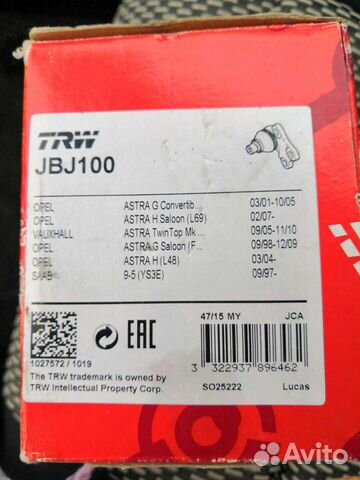 TRW
JBJ100
OPEL ASTRA G Convertib... 03/01-10/05
OPEL ASTRA H Saloon (L69) 02/07-
VAUXHALL ASTRA TwinTop Mk ... 09/05-11/10
OPEL ASTRA G Saloon (F... 09/98-12/09
OPEL ASTRA H (L48) 03/04-
SAAB 9-5 (YS3E) 09/97-
EAC
47/15 MY JCA
1027572 / 1019
3 322937 896462
The TRW trademark is owned by
TRW Intellectual Property Corp.
SO25222 Lucas
Avito